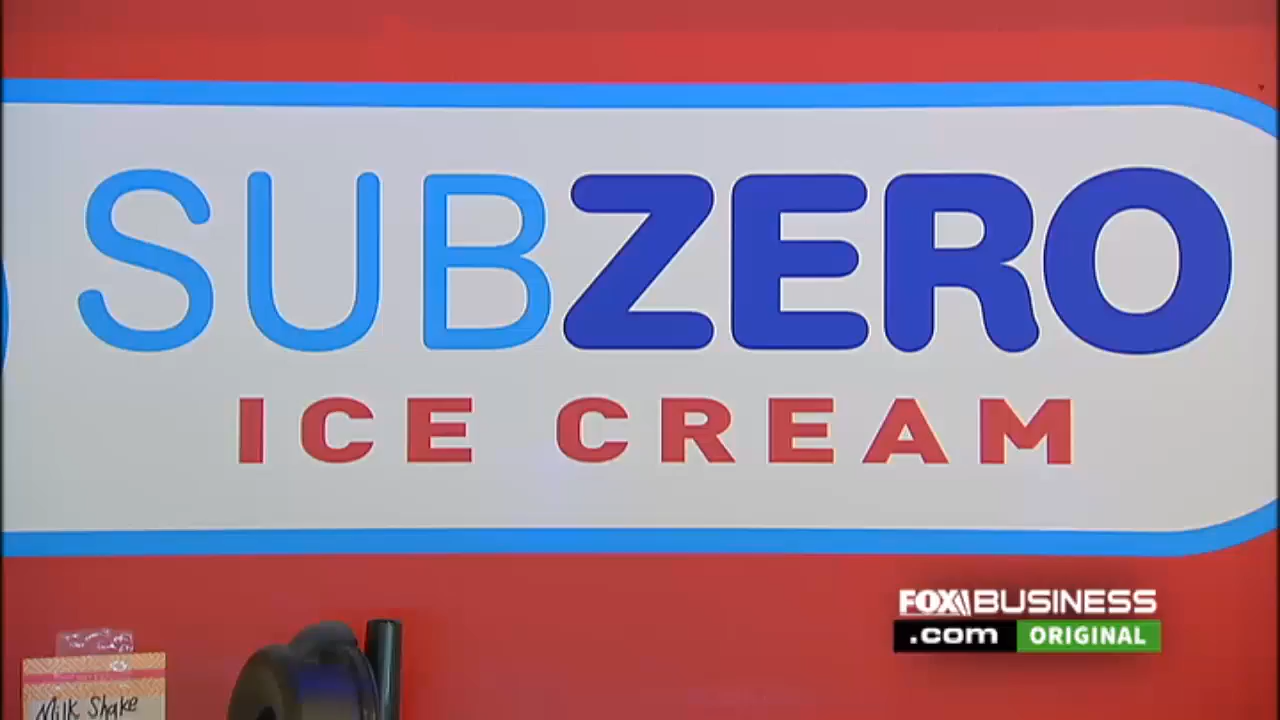 SUBZERO
ICE CREAM
FOX BUSINESS
.com ORIGINAL
Milk Shake